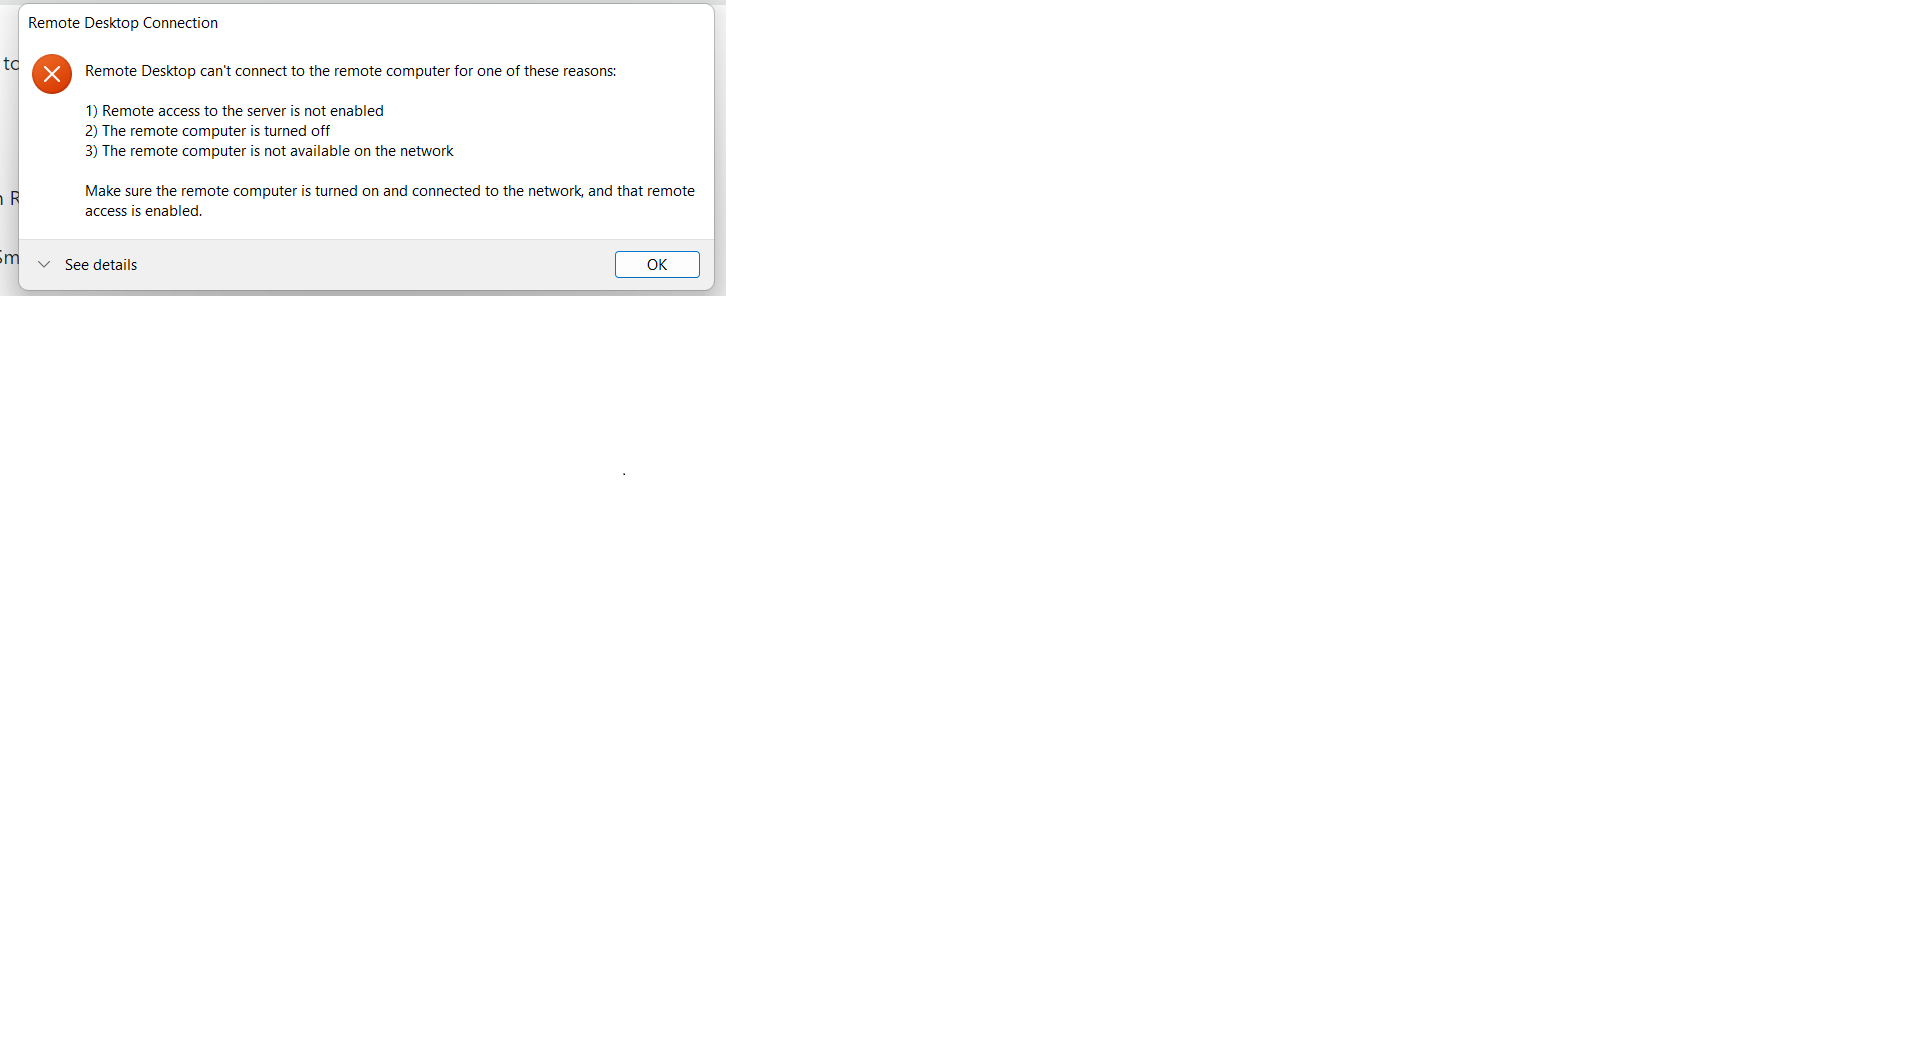 Remote Desktop Connection
to
Remote Desktop can't connect to the remote computer for one of these reasons:
1) Remote access to the server is not enabled
2) The remote computer is turned off
3) The remote computer is not available on the network
Make sure the remote computer is turned on and connected to the network, and that remote
access is enabled.
See details
OK